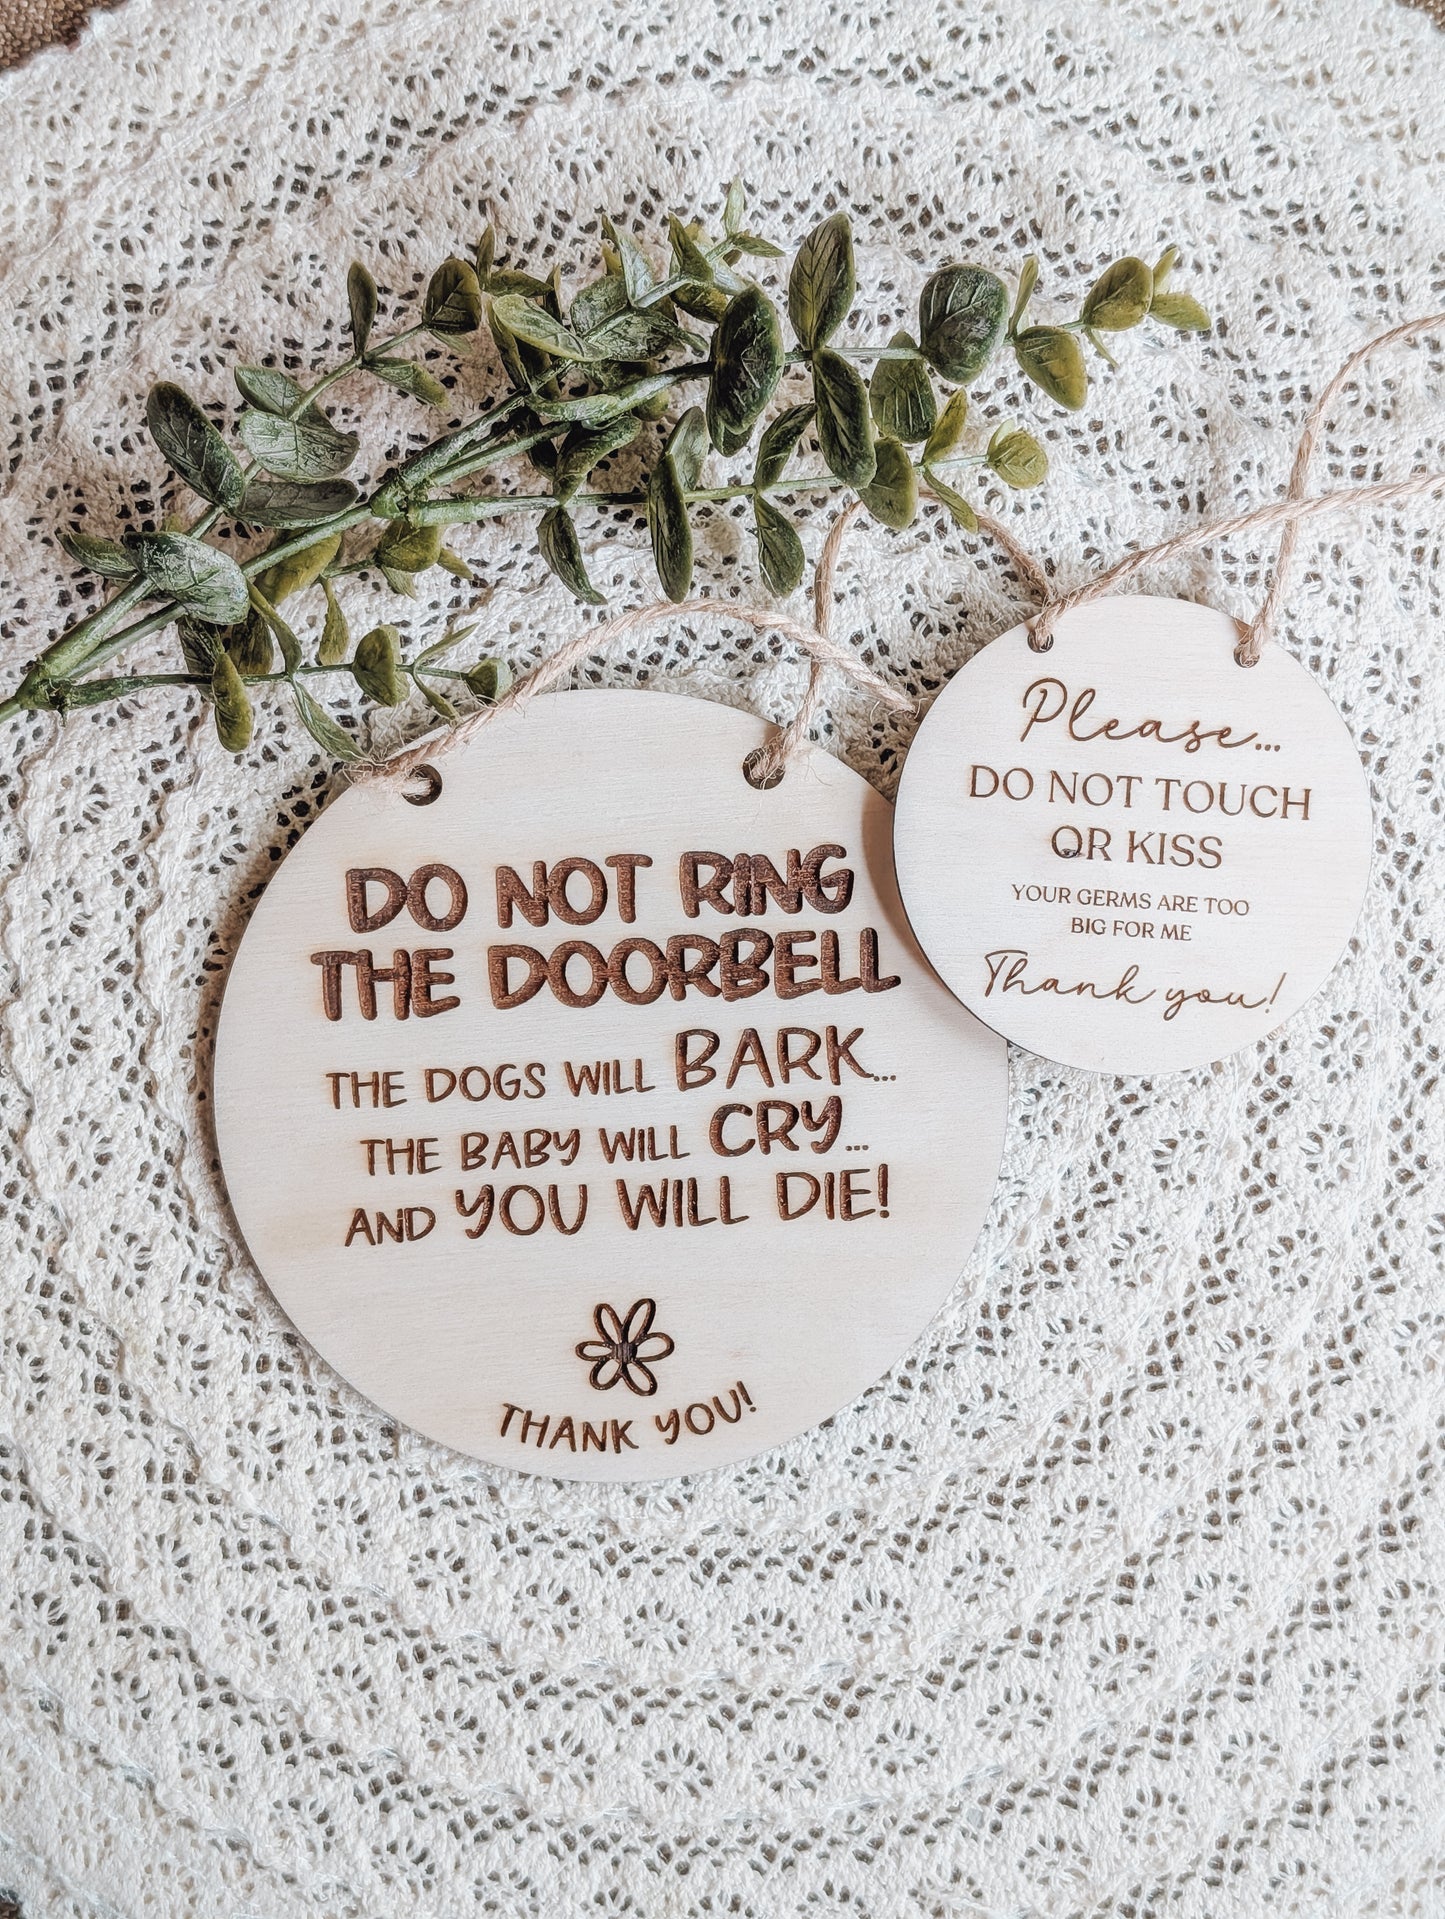 DO NOT RING
THE DOORBELL
THE DOGS WILL BARK...
THE BABY WILL CRY...
AND YOU WILL DIE!
THANK YOU!
Please...
DO NOT TOUCH
OR KISS
YOUR GERMS ARE TOO
BIG FOR ME
Thank you!